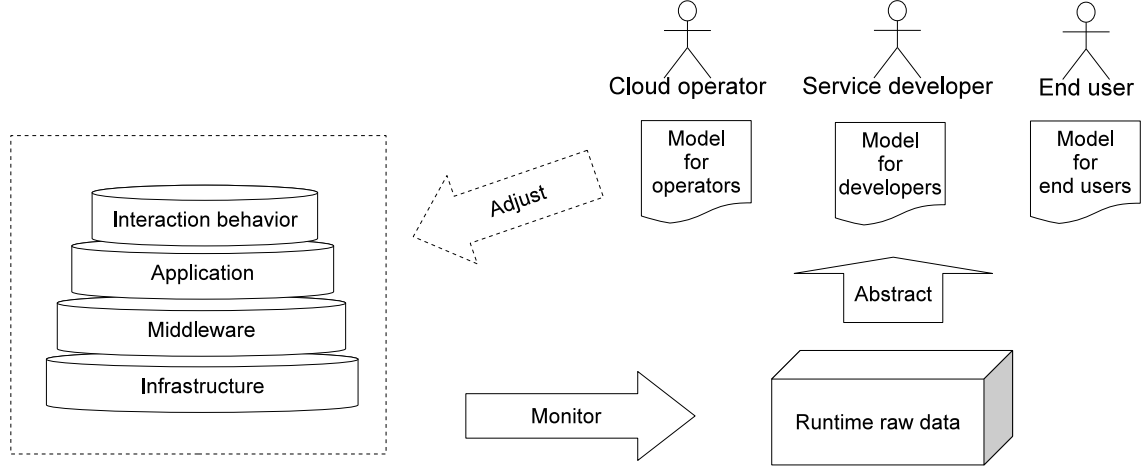 Cloud operator
Service developer
End user
Model
for
operators
Model
for
developers
Model
for
end users
Adjust
Interaction behavior
Application
Middleware
Infrastructure
Abstract
Monitor
Runtime raw data